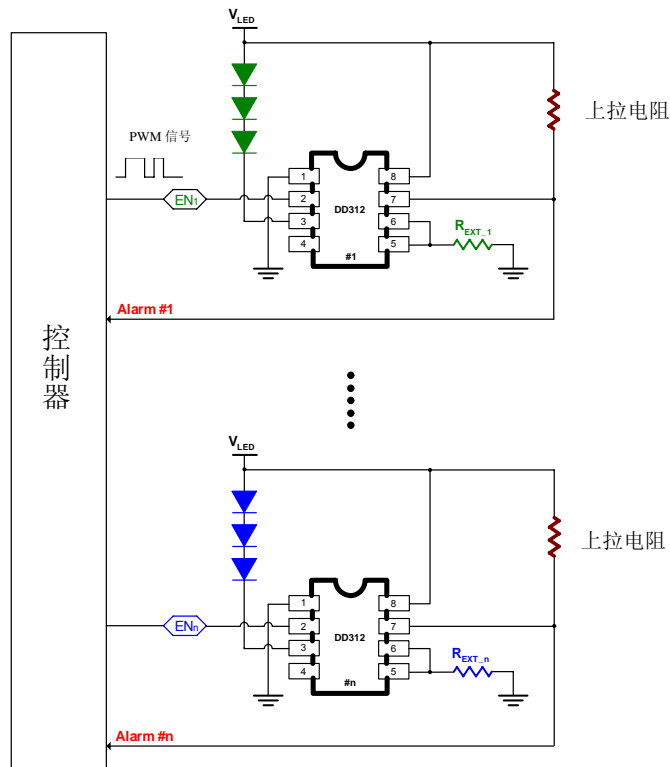 VLED
PWM 信号
上拉电阻
EN1
1
2
3
4
DD312
8
7
6
5
#1
REXT_1
Alarm #1
控制器
VLED
上拉电阻
ENn
1
2
3
4
DD312
8
7
6
5
#n
REXT_n
Alarm #n